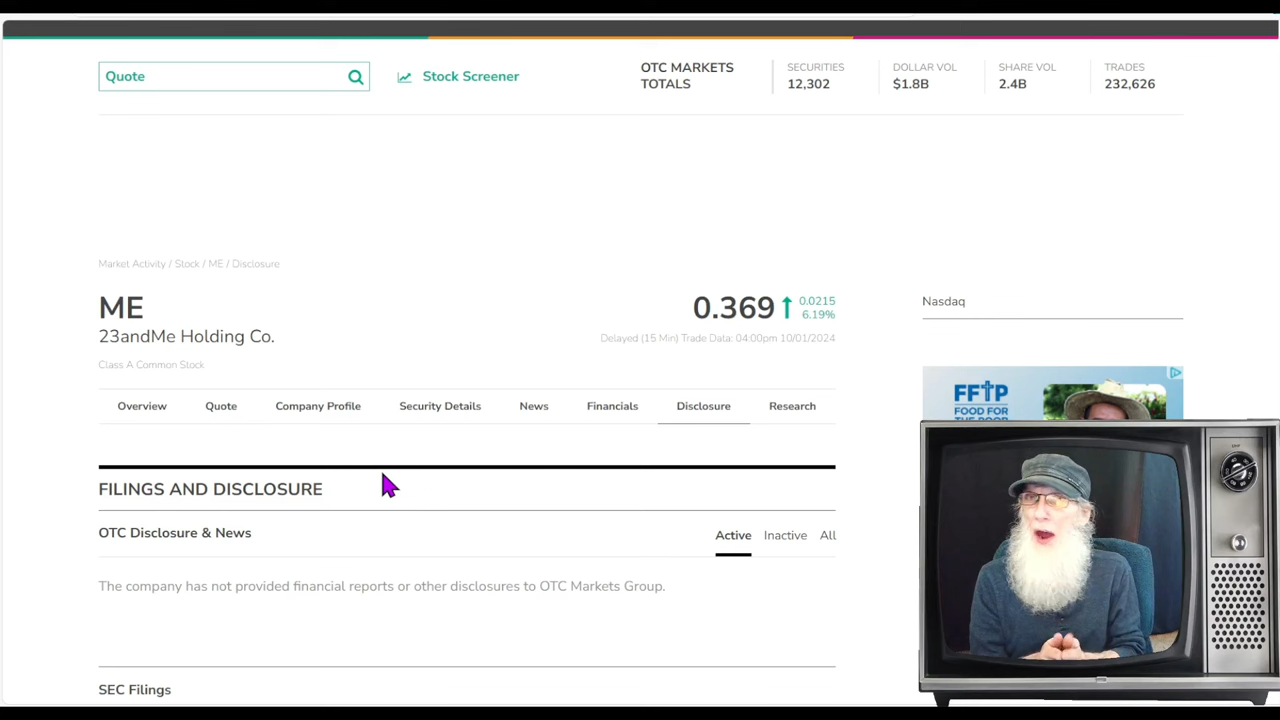 Quote
Stock Screener
OTC MARKETS
TOTALS
SECURITIES
12,302
DOLLAR VOL
$1.8B
SHARE VOL
2.4B
TRADES
232,626
Market Activity / Stock / ME / Disclosure
ME
0.369
0.0215
6.19%
23andMe Holding Co.
Delayed (15 Min) Trade Data: 04:00pm 10/01/2024
Class A Common Stock
Nasdaq
Overview
Quote
Company Profile
Security Details
News
Financials
Disclosure
Research
FFTP
FOOD FOR
THE POOR
FILINGS AND DISCLOSURE
OTC Disclosure & News
Active
Inactive
All
The company has not provided financial reports or other disclosures to OTC Markets Group.
SEC Filings